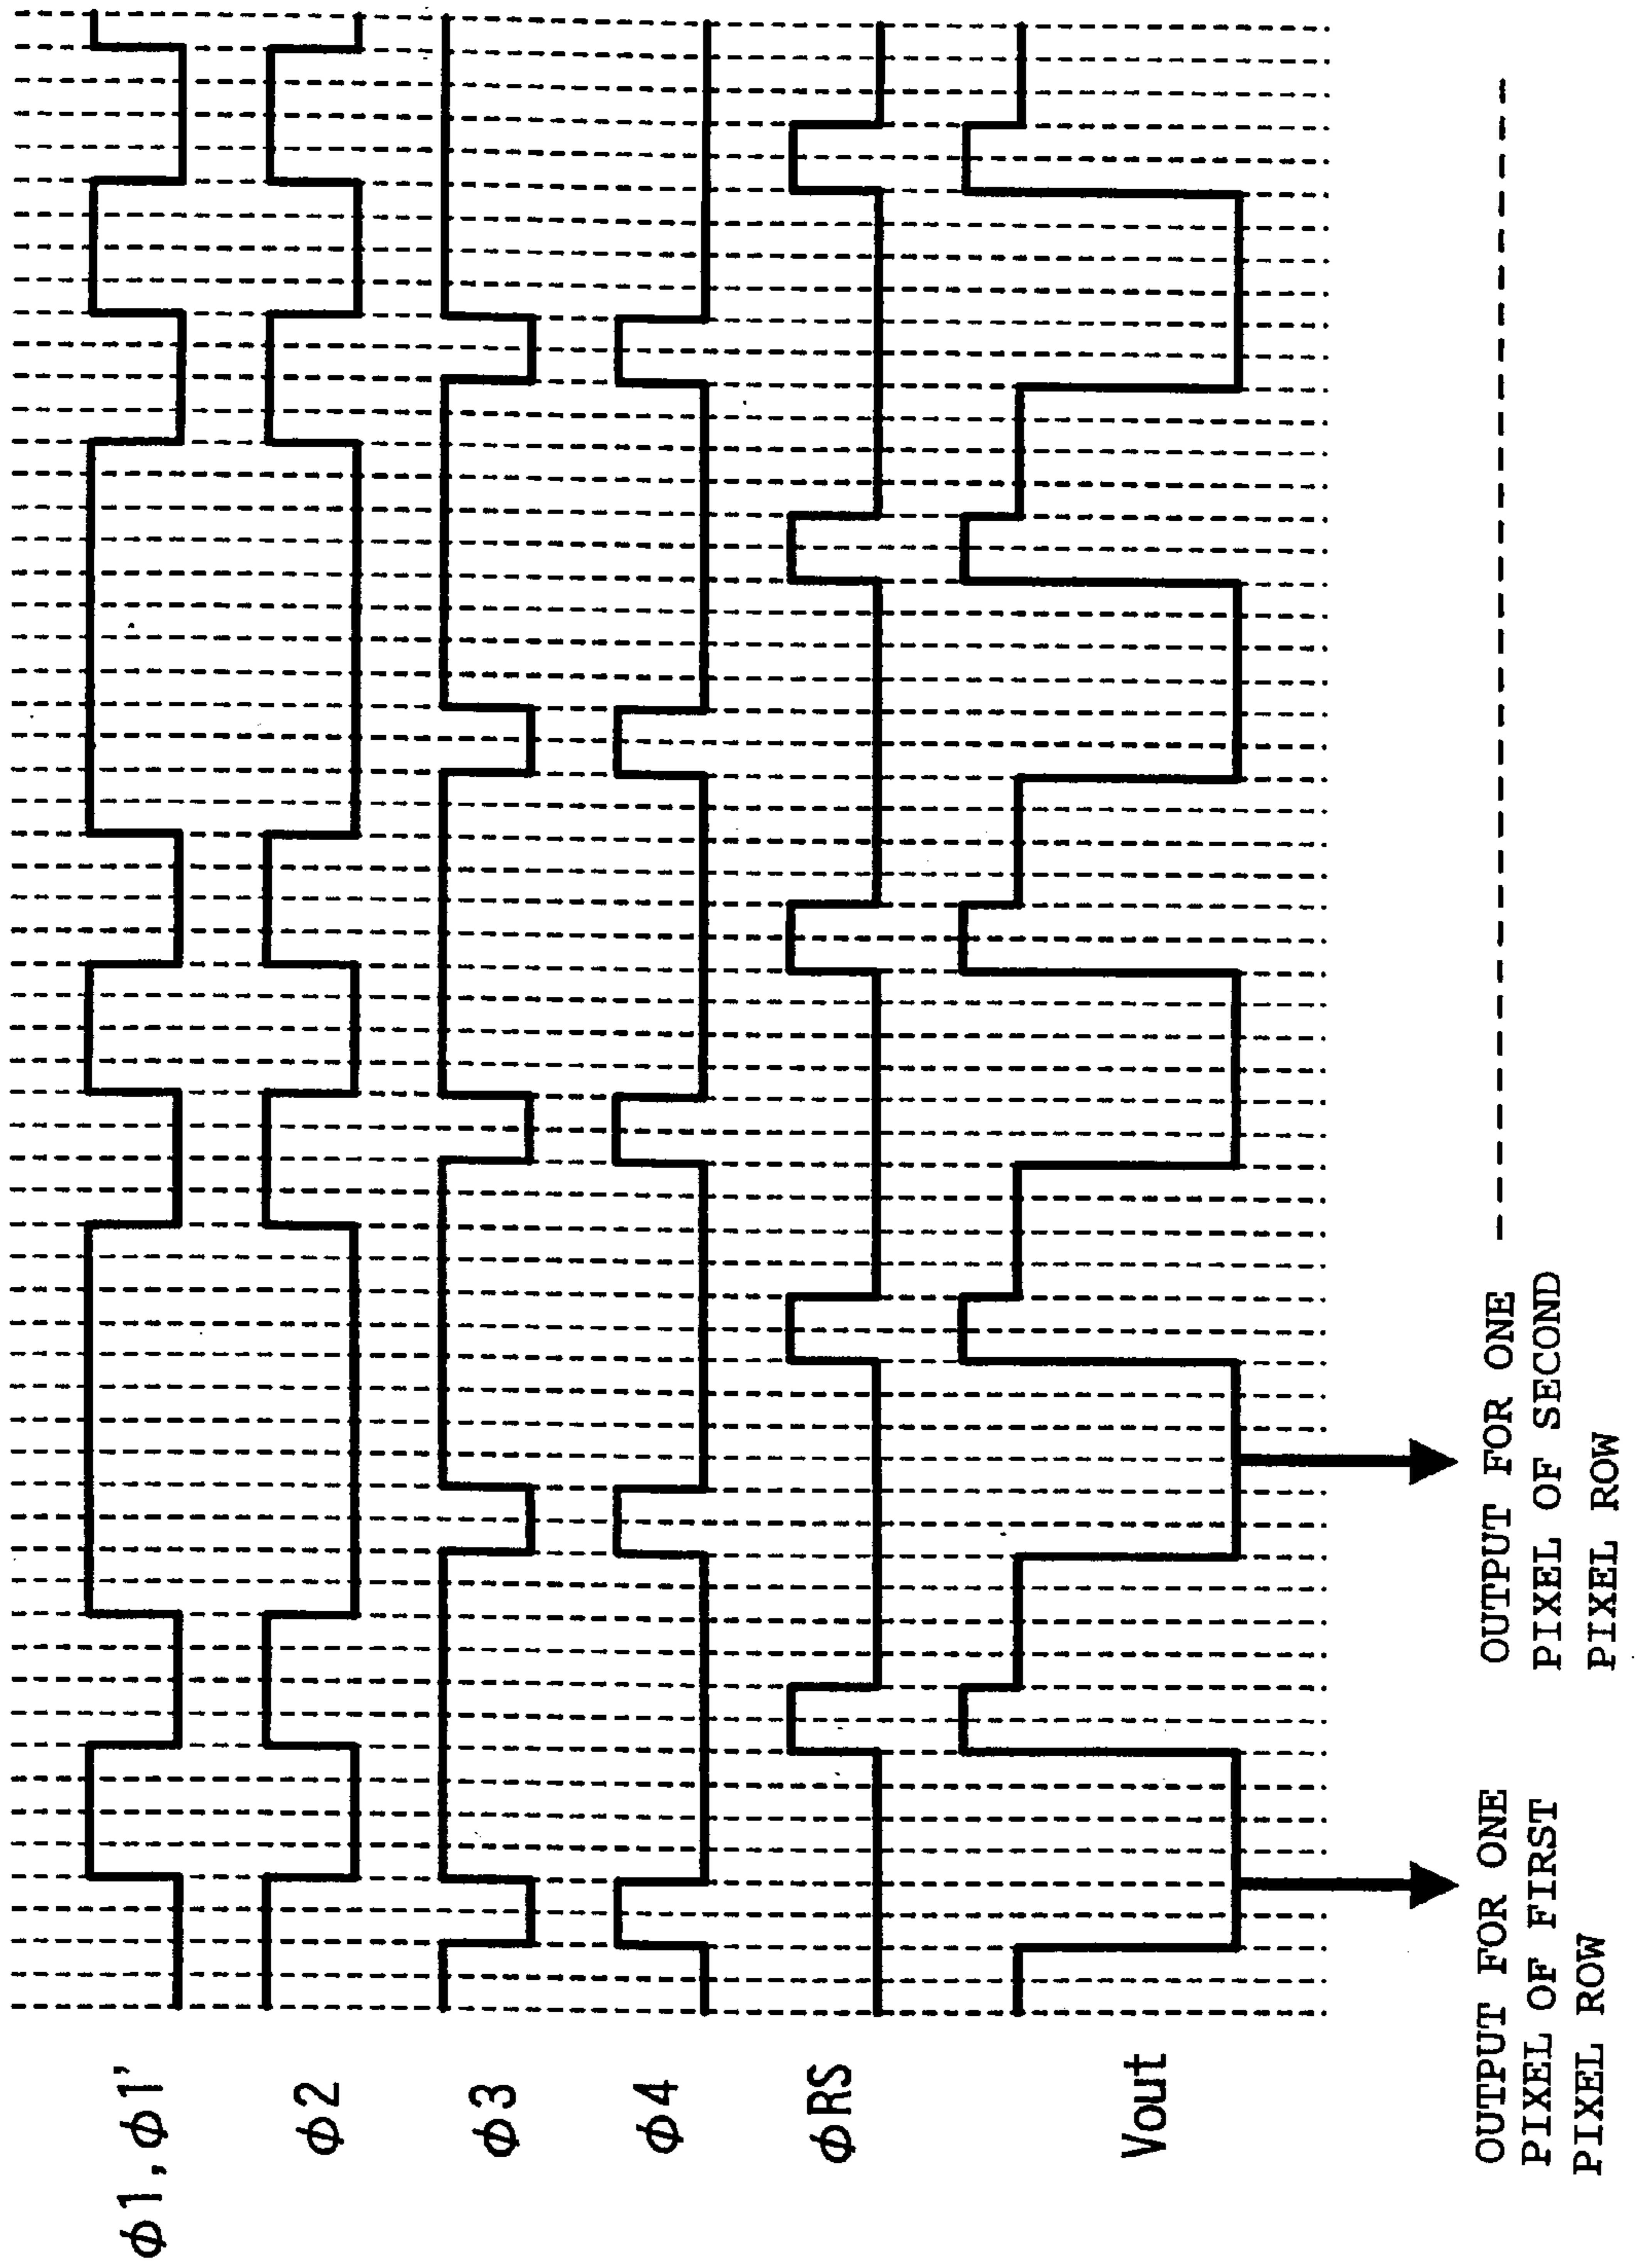 φ1,φ1'
φ2
φ3
φ4
φRS
Vout
OUTPUT FOR ONE
PIXEL OF FIRST
PIXEL ROW
OUTPUT FOR ONE
PIXEL OF SECOND
PIXEL ROW